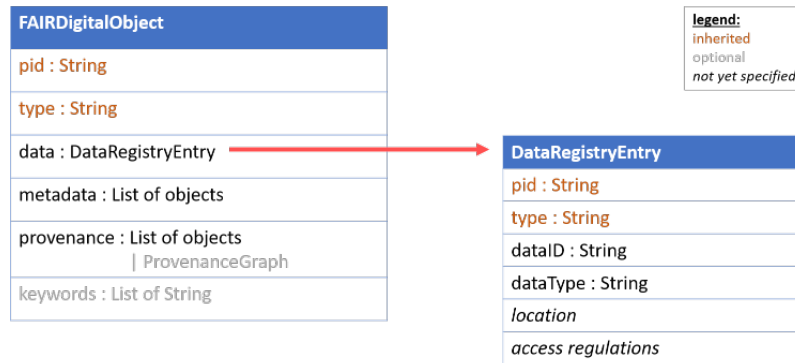 FAIRDigitalObject
pid : String
type : String
data : DataRegistryEntry
metadata : List of objects
provenance : List of objects
| ProvenanceGraph
keywords : List of String
legend:
inherited
optional
not yet specified
DataRegistryEntry
pid : String
type : String
dataID : String
dataType : String
location
access regulations